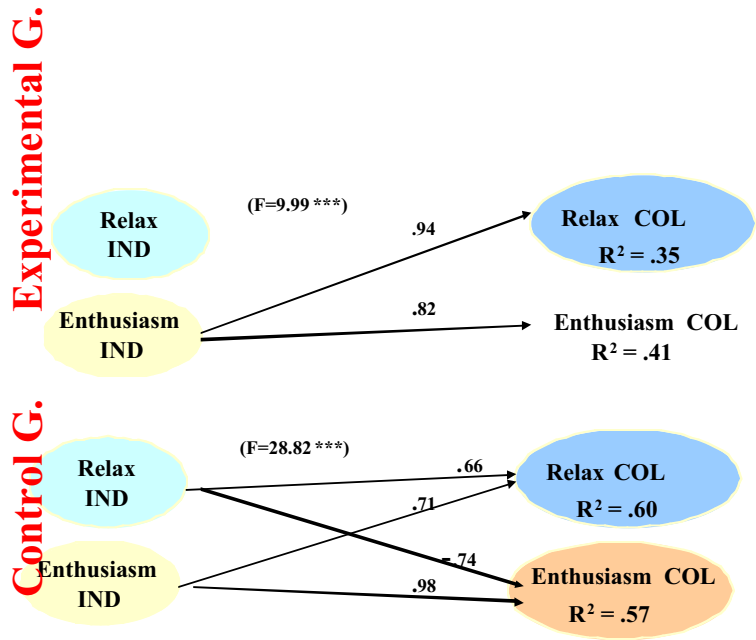 Experimental G.
(F=9.99 ***)
Relax
IND
.94
Relax COL
R² = .35
Enthusiasm
IND
.82
Enthusiasm COL
R² = .41
Control G.
(F=28.82 ***)
Relax
IND
.66
Relax COL
R² = .60
.71
Enthusiasm
IND
-.74
.98
Enthusiasm COL
R² = .57